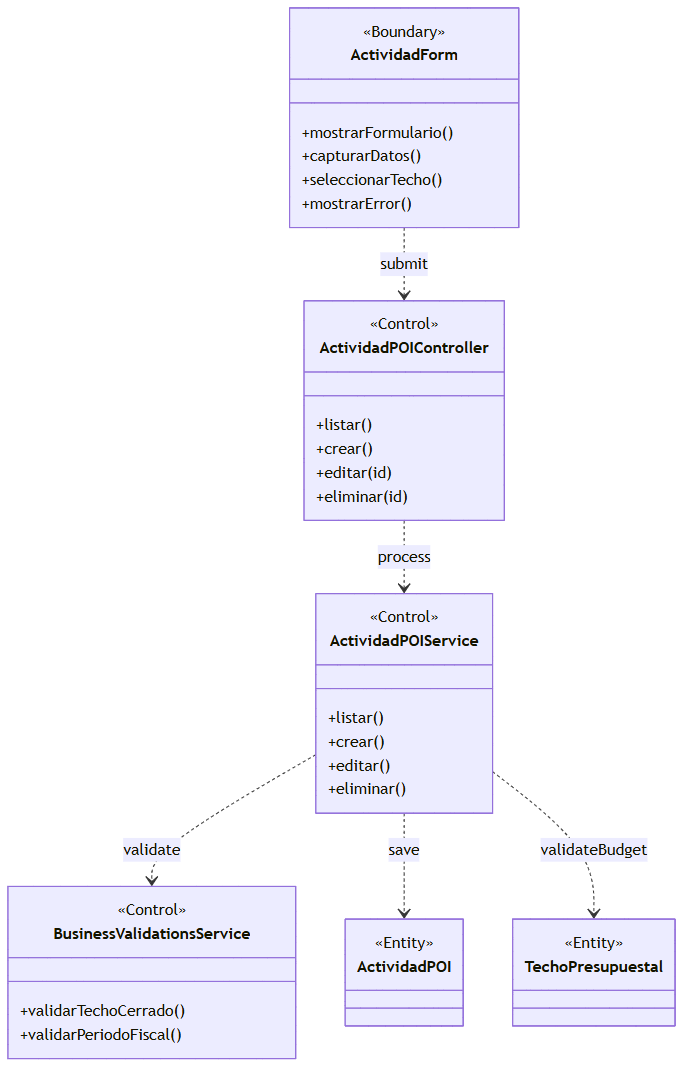 «Boundary»
ActividadForm
+mostrarFormulario()
+capturarDatos()
+seleccionarTecho()
+mostrarError()
submit
«Control»
ActividadPOIController
+listar()
+crear()
+editar(id)
+eliminar(id)
process
«Control»
ActividadPOIService
+listar()
+crear()
+editar()
+eliminar()
validate
save
validateBudget
«Control»
BusinessValidationsService
+validarTechoCerrado()
+validarPeriodoFiscal()
«Entity»
ActividadPOI
«Entity»
TechoPresupuestal